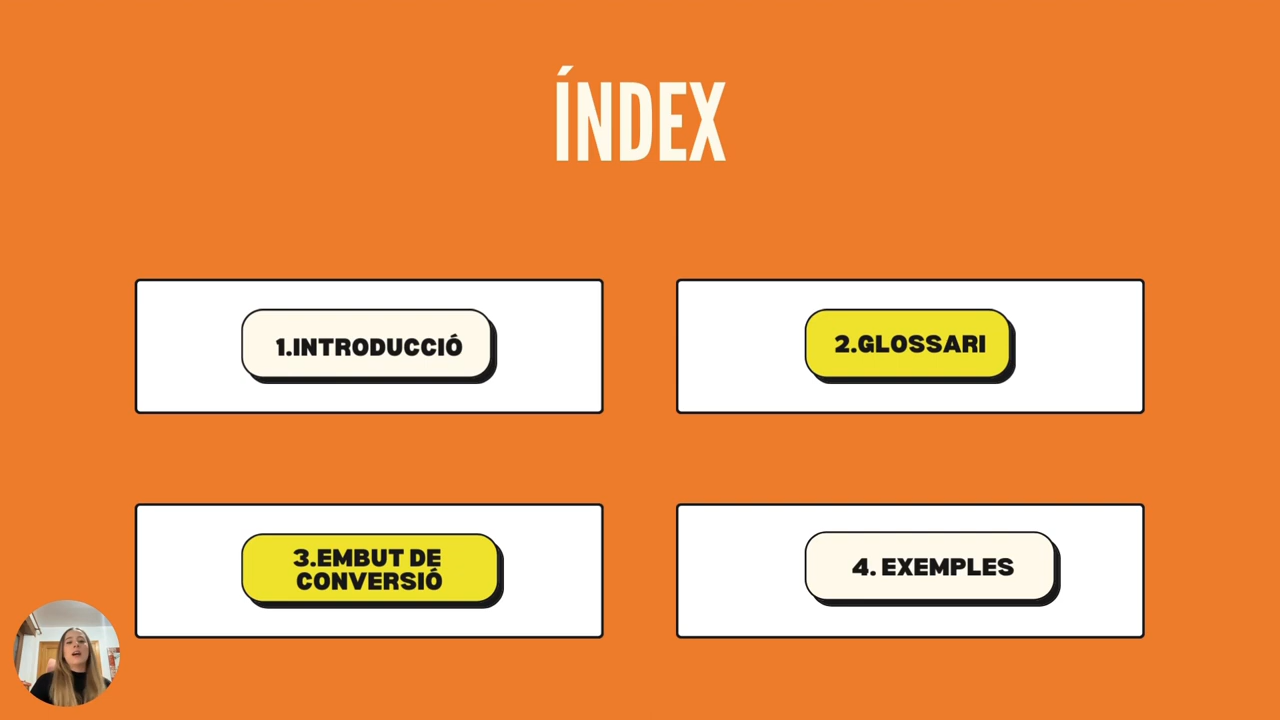 ÍNDEX
1.INTRODUCCIÓ
2.GLOSSARI
3.EMBUT DE
CONVERSIÓ
4. EXEMPLES